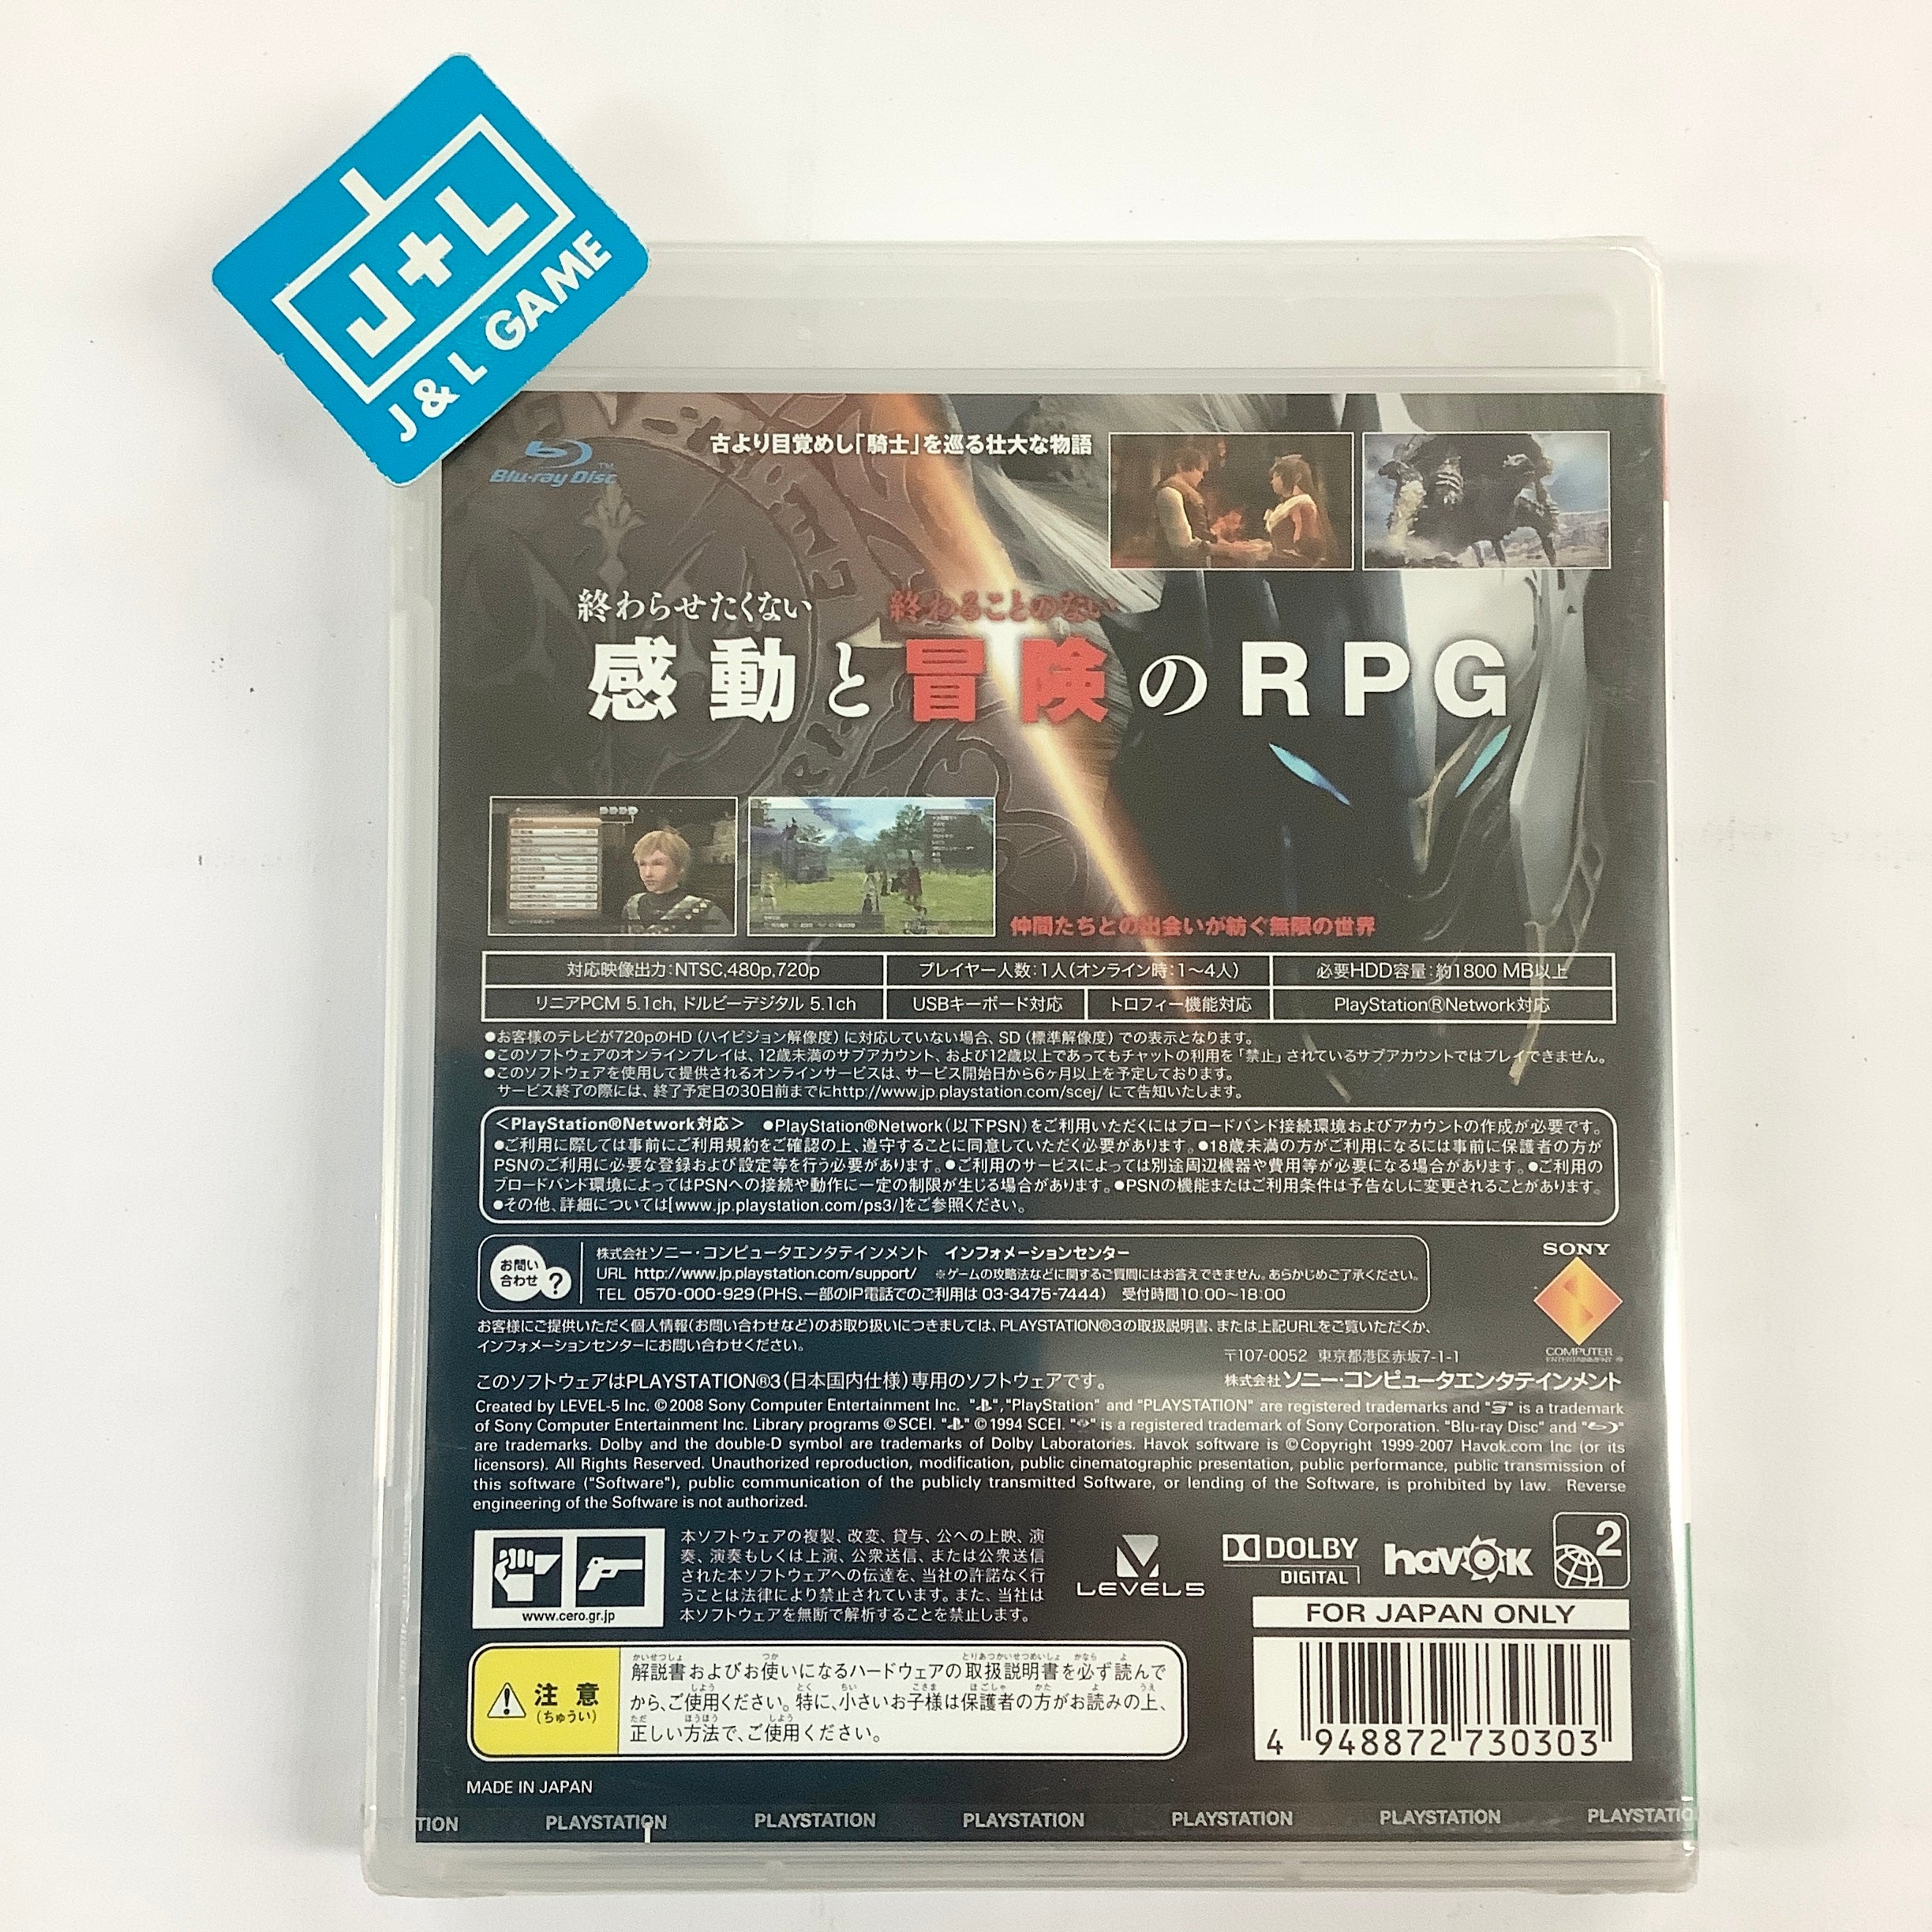 J+L
J & L GAME
Blu-ray Disc™
古より目覚めし「騎士」を巡る壮大な物語
終わらせたくない 終わることのない
感動と冒険のRPG
仲間たちとの出会いが紡ぐ無限の世界
対応映像出力:NTSC,480p,720p プレイヤー人数:1人(オンライン時:1〜4人) 必要HDD容量:約1800 MB以上
リニアPCM 5.1ch, ドルビーデジタル 5.1ch USBキーボード対応 トロフィー機能対応 PlayStation®Network対応
●お客様のテレビが720pのHD(ハイビジョン解像度)に対応していない場合、SD(標準解像度)での表示となります。
●このソフトウェアのオンラインプレイは、12歳未満のサブアカウント、および12歳以上であってもチャットの利用を「禁止」されているサブアカウントではプレイできません。
●このソフトウェアを使用して提供されるオンラインサービスは、サービス開始日から6ヶ月以上を予定しております。
サービス終了の際には、終了予定日の30日前までにhttp://www.jp.playstation.com/scej/ にて告知いたします。
<PlayStation®Network対応> ●PlayStation®Network(以下PSN)をご利用いただくにはブロードバンド接続環境およびアカウントの作成が必要です。
●ご利用に際しては事前にご利用規約をご確認の上、遵守することに同意していただく必要があります。●18歳未満の方がご利用になるには事前に保護者の方が
PSNのご利用に必要な登録および設定等を行う必要があります。●ご利用のサービスによっては別途周辺機器や費用等が必要になる場合があります。●ご利用の
ブロードバンド環境によってはPSNへの接続や動作に一定の制限が生じる場合があります。●PSNの機能またはご利用条件は予告なしに変更されることがあります。
●その他、詳細については[www.jp.playstation.com/ps3/]をご参照ください。
お問い
合わせ ?
株式会社ソニー・コンピュータエンタテインメント インフォメーションセンター
URL http://www.jp.playstation.com/support/ ※ゲームの攻略法などに関するご質問にはお答えできません。あらかじめご了承ください。
TEL 0570-000-929(PHS、一部のIP電話でのご利用は 03-3475-7444) 受付時間10:00〜18:00
SONY
COMPUTER
ENTERTAINMENT®
お客様にご提供いただく個人情報(お問い合わせなど)のお取り扱いにつきましては、PLAYSTATION®3の取扱説明書、または上記URLをご覧いただくか、
インフォメーションセンターにお問い合わせください。
〒107-0052 東京都港区赤坂7-1-1
このソフトウェアはPLAYSTATION®3(日本国内仕様)専用のソフトウェアです。
株式会社ソニー・コンピュータエンタテインメント
Created by LEVEL-5 Inc. ©2008 Sony Computer Entertainment Inc. "PS", "PlayStation" and "PLAYSTATION" are registered trademarks and "" is a trademark
of Sony Computer Entertainment Inc. Library programs ©SCEI. "PS" ©1994 SCEI. "" is a registered trademark of Sony Corporation. "Blu-ray Disc" and ""
are trademarks. Dolby and the double-D symbol are trademarks of Dolby Laboratories. Havok software is ©Copyright 1999-2007 Havok.com Inc (or its
licensors). All Rights Reserved. Unauthorized reproduction, modification, public cinematographic presentation, public performance, public transmission of
this software ("Software"), public communication of the publicly transmitted Software, or lending of the Software, is prohibited by law. Reverse
engineering of the Software is not authorized.
www.cero.gr.jp
本ソフトウェアの複製、改変、貸与、公への上映、演
奏、演奏もしくは上演、公衆送信、または公衆送信
された本ソフトウェアへの伝達を、当社の許諾なく行
うことは法律により禁止されています。また、当社は
本ソフトウェアを無断で解析することを禁止します。
LEVEL5
DOLBY
DIGITAL
havok
2
FOR JAPAN ONLY
4 948872 730303
注意
(ちゅうい)
解説書およびお使いになるハードウェアの取扱説明書を必ず読んで
から、ご使用ください。特に、小さいお子様は保護者の方がお読みの上、
正しい方法で、ご使用ください。
MADE IN JAPAN
TION PLAYSTATION PLAYSTATION PLAYSTATION PLAYSTATION PLAYSTATION PLAYSTATIO